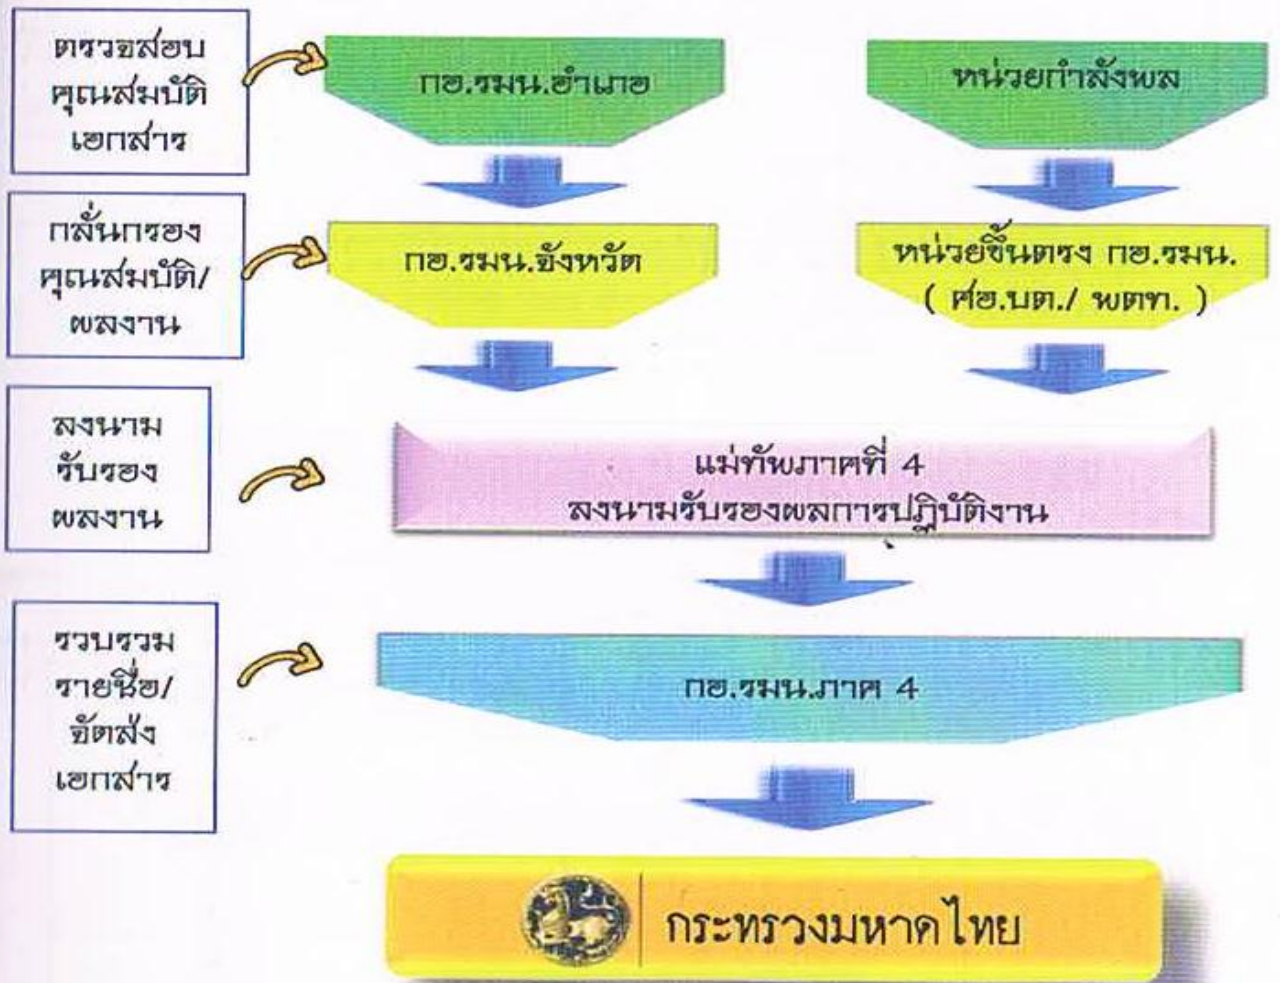 ตรวจสอบ
คุณสมบัติ
เอกสาร
กอ.รมน.อำเภอ
หน่วยกำลังพล
กลั่นกรอง
คุณสมบัติ/
ผลงาน
กอ.รมน.จังหวัด
หน่วยขึ้นตรง กอ.รมน.
( ศอ.บต./ พตท. )
ลงนาม
รับรอง
ผลงาน
แม่ทัพภาคที่ 4
ลงนามรับรองผลการปฏิบัติงาน
รวบรวม
รายชื่อ/
จัดส่ง
เอกสาร
กอ.รมน.ภาค 4
กระทรวงมหาดไทย